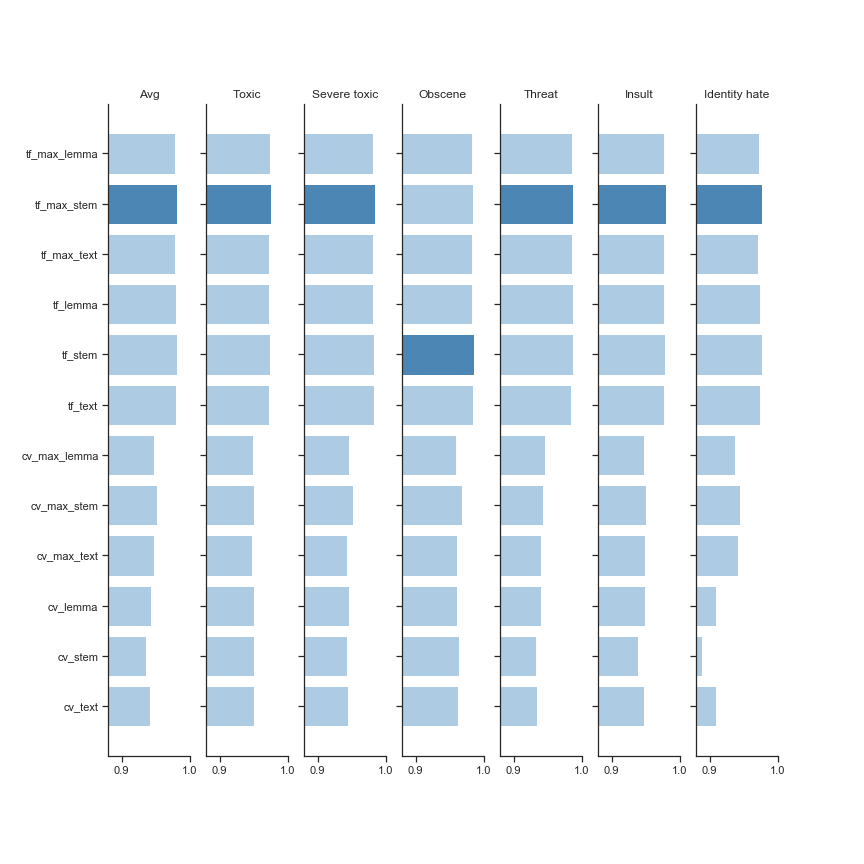 Avg Toxic Severe toxic Obscene Threat Insult Identity hate
tf_max_lemma
tf_max_stem
tf_max_text
tf_lemma
tf_stem
tf_text
cv_max_lemma
cv_max_stem
cv_max_text
cv_lemma
cv_stem
cv_text
0.9 1.0 0.9 1.0 0.9 1.0 0.9 1.0 0.9 1.0 0.9 1.0 0.9 1.0